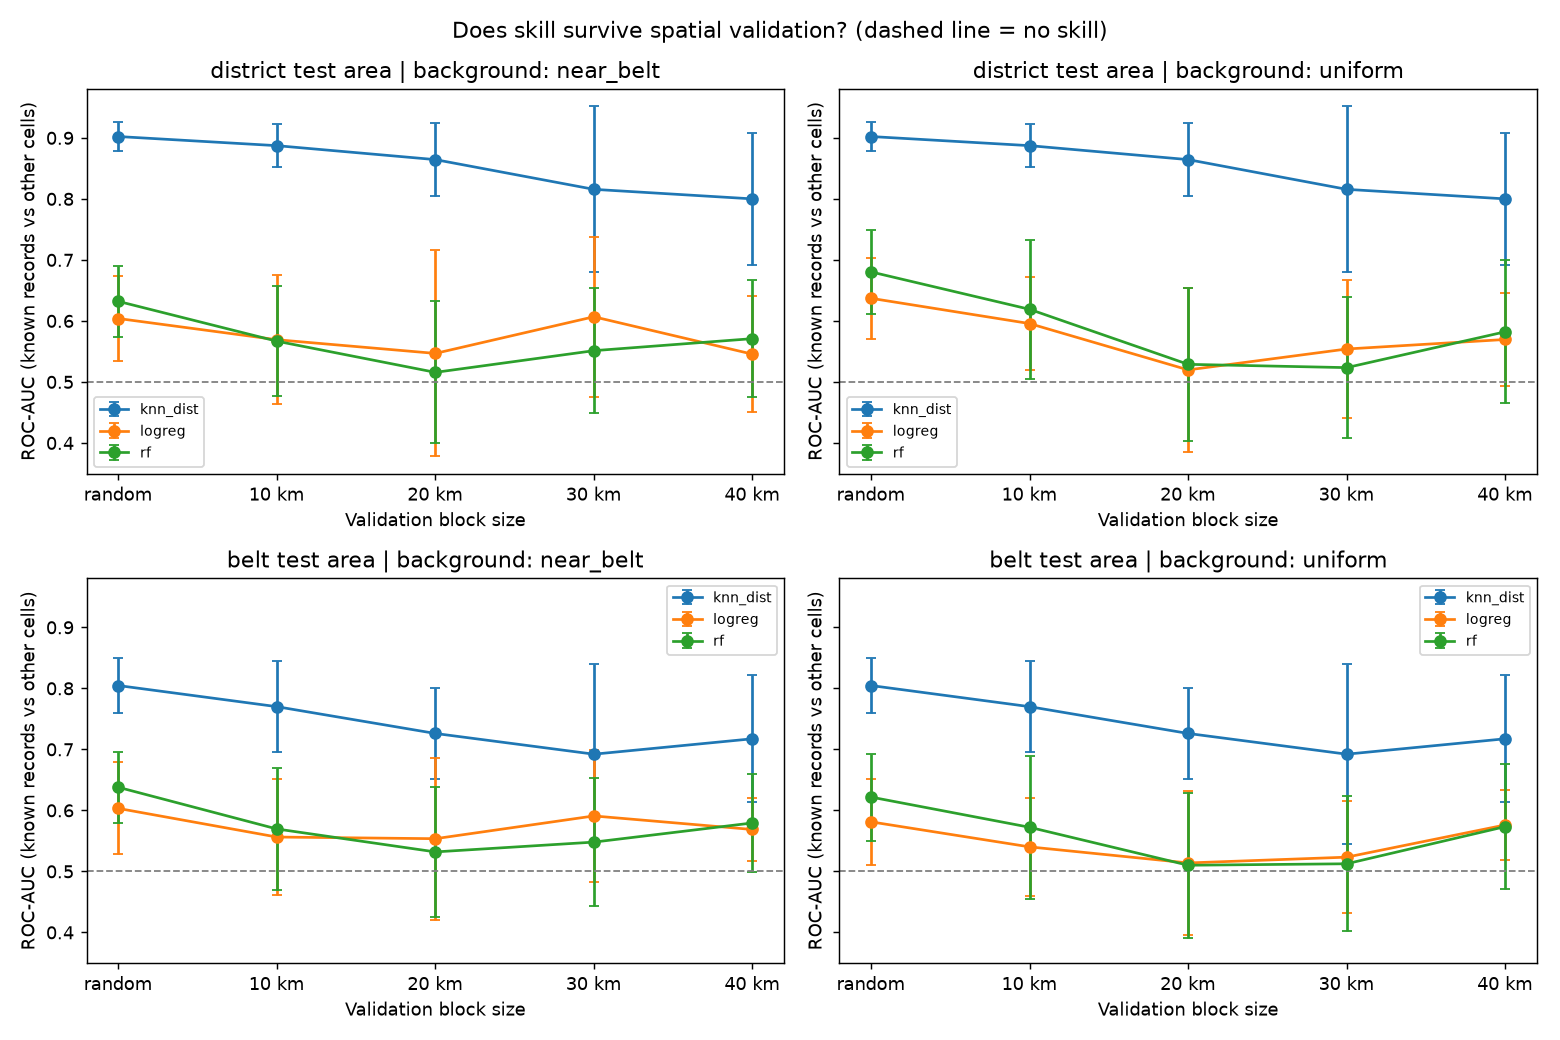 Does skill survive spatial validation? (dashed line = no skill)
district test area | background: near_belt
ROC-AUC (known records vs other cells)
0.9
0.8
0.7
0.6
0.5
0.4
knn_dist
logreg
rf
random
10 km
20 km
30 km
40 km
Validation block size
district test area | background: uniform
ROC-AUC (known records vs other cells)
knn_dist
logreg
rf
random
10 km
20 km
30 km
40 km
Validation block size
belt test area | background: near_belt
ROC-AUC (known records vs other cells)
0.9
0.8
0.7
0.6
0.5
0.4
knn_dist
logreg
rf
random
10 km
20 km
30 km
40 km
Validation block size
belt test area | background: uniform
ROC-AUC (known records vs other cells)
knn_dist
logreg
rf
random
10 km
20 km
30 km
40 km
Validation block size